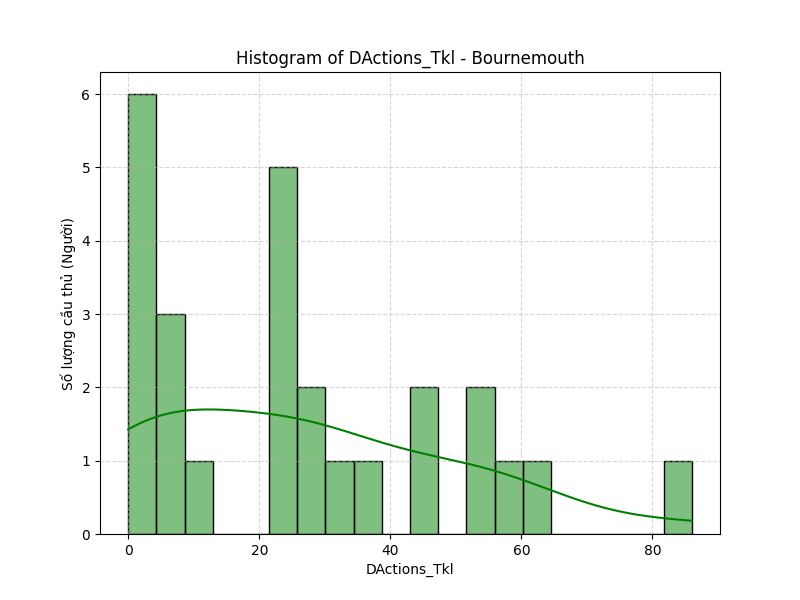 Histogram of DActions_Tkl - Bournemouth
Số lượng cầu thủ (Người)
6
5
4
3
2
1
0
0 20 40 60 80
DActions_Tkl